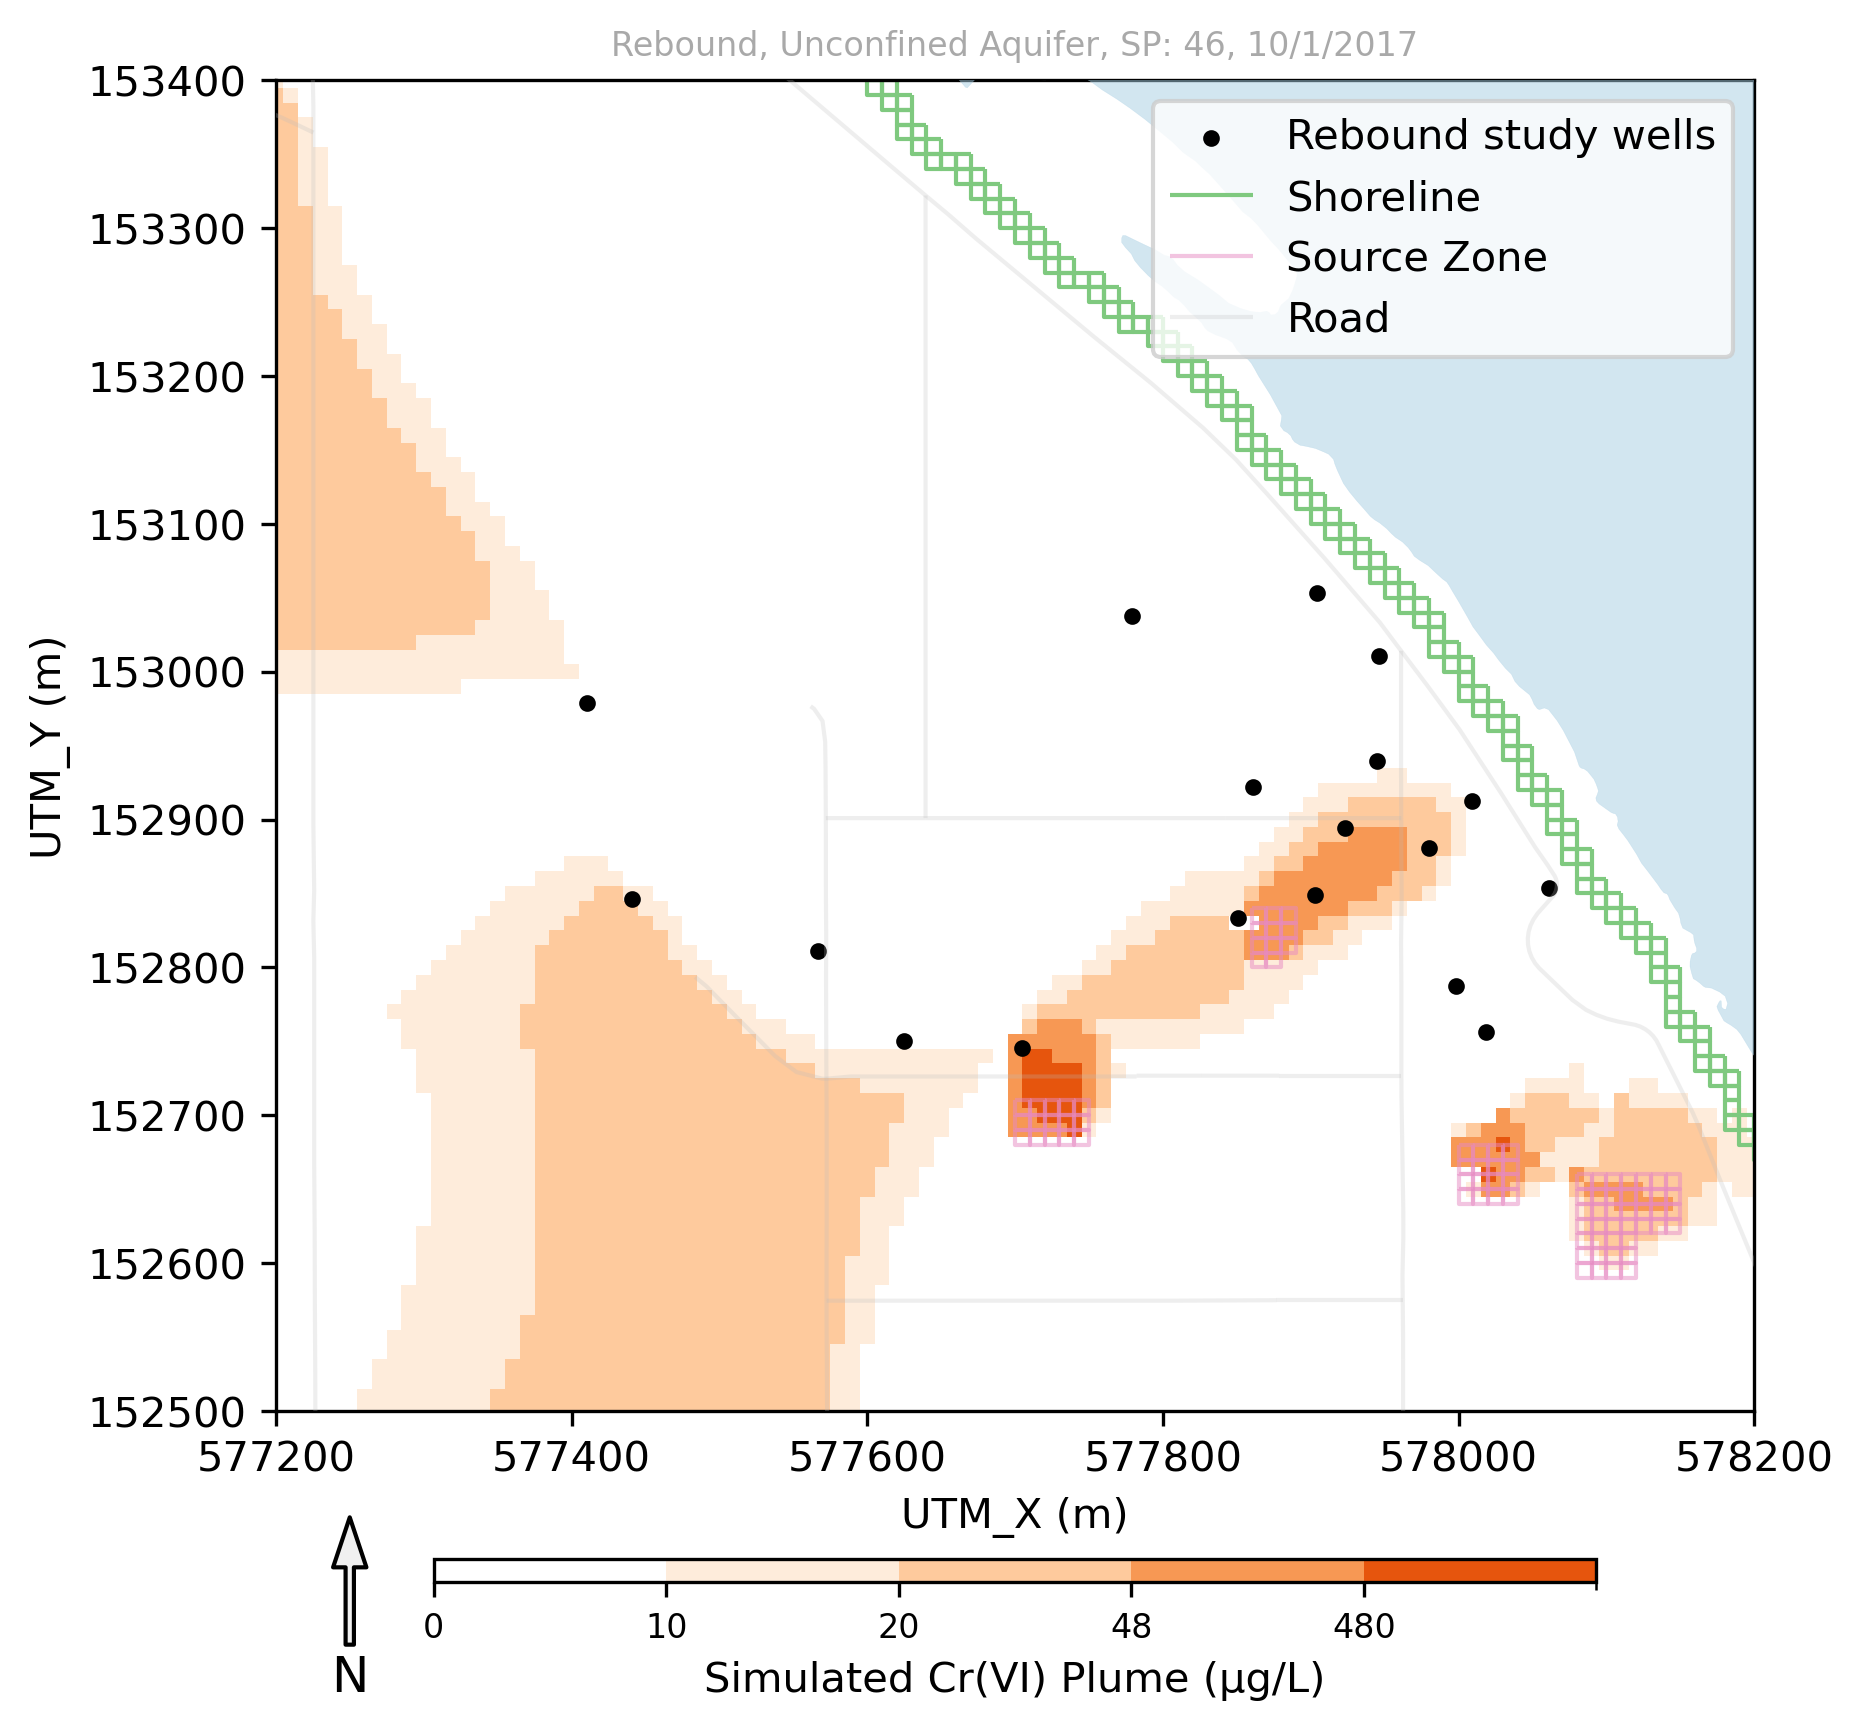 Rebound, Unconfined Aquifer, SP: 46, 10/1/2017
153400
153300
153200
153100
153000
152900
152800
152700
152600
152500
UTM_Y (m)
Rebound study wells
Shoreline
Source Zone
Road
577200 577400 577600 577800 578000 578200
UTM_X (m)
N
0 10 20 48 480
Simulated Cr(VI) Plume (μg/L)